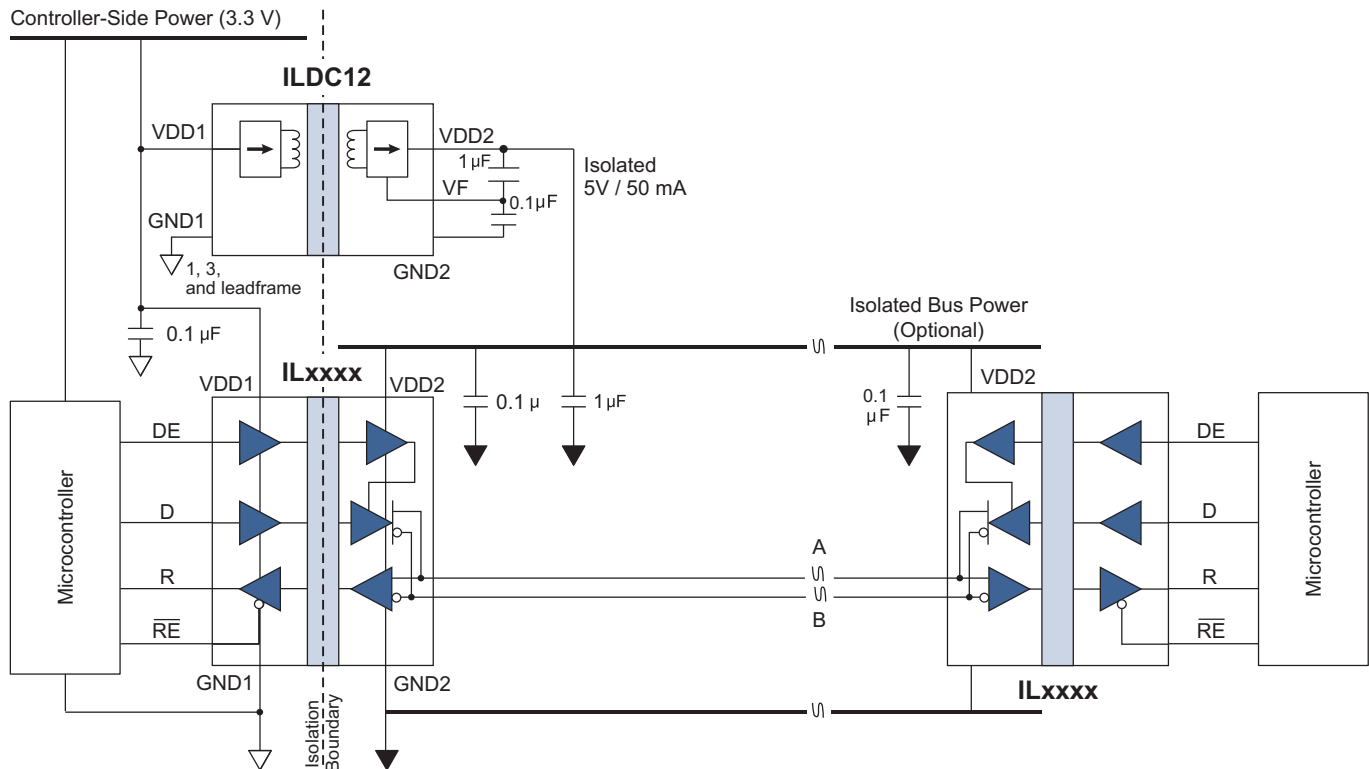 Controller-Side Power (3.3 V)
ILDC12
VDD1
VDD2
1 µF
Isolated
5V / 50 mA
VF
0.1µF
GND1
GND2
1, 3,
and leadframe
0.1 µF
Isolated Bus Power
(Optional)
ILxxxx
VDD1
VDD2
VDD2
0.1 µ
1 µF
0.1
µF
DE
DE
D
D
A
R
R
B
RE
RE
Microcontroller
Microcontroller
GND1
GND2
ILxxxx
Isolation
Boundary